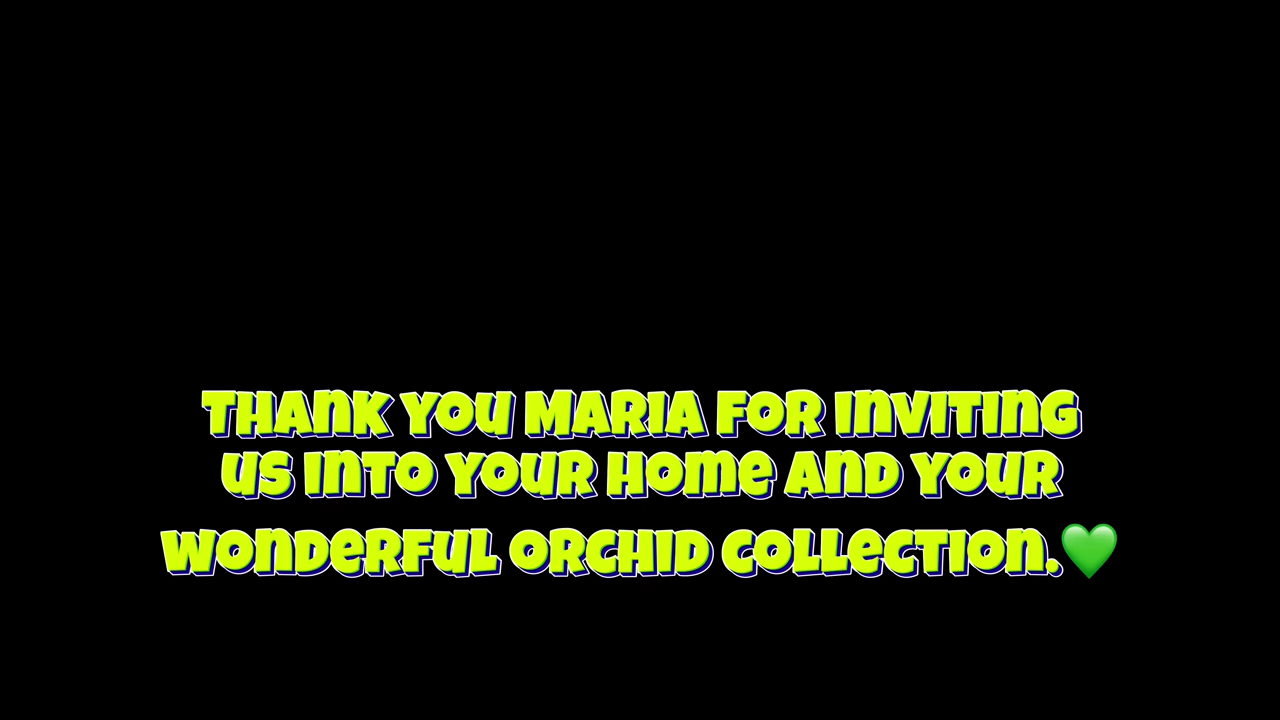 THANK YOU MARIA FOR INVITING
US INTO YOUR HOME AND YOUR
WONDERFUL ORCHID COLLECTION.💚